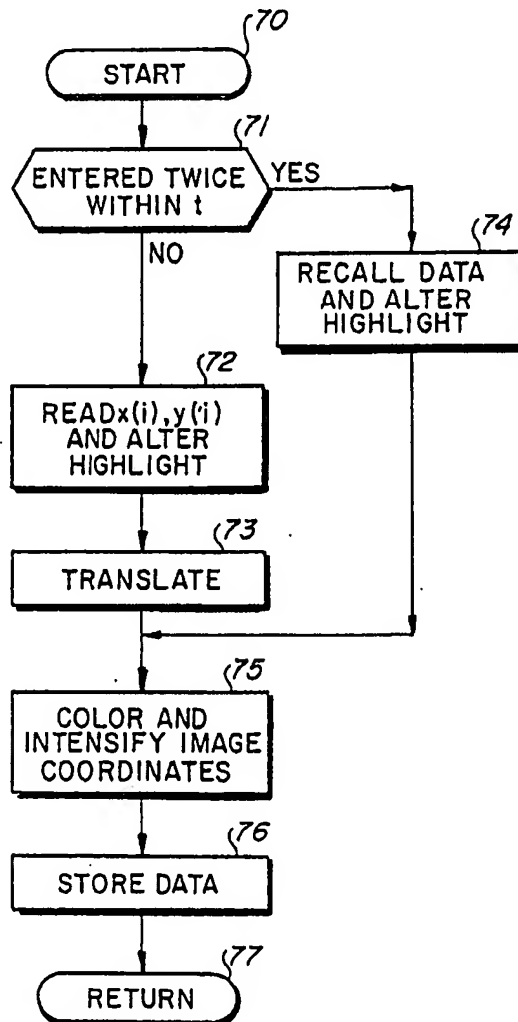 70
START
71
ENTERED TWICE
WITHIN t
YES
NO
74
RECALL DATA
AND ALTER
HIGHLIGHT
72
READx(i),y('i)
AND ALTER
HIGHLIGHT
73
TRANSLATE
75
COLOR AND
INTENSIFY IMAGE
COORDINATES
76
STORE DATA
77
RETURN